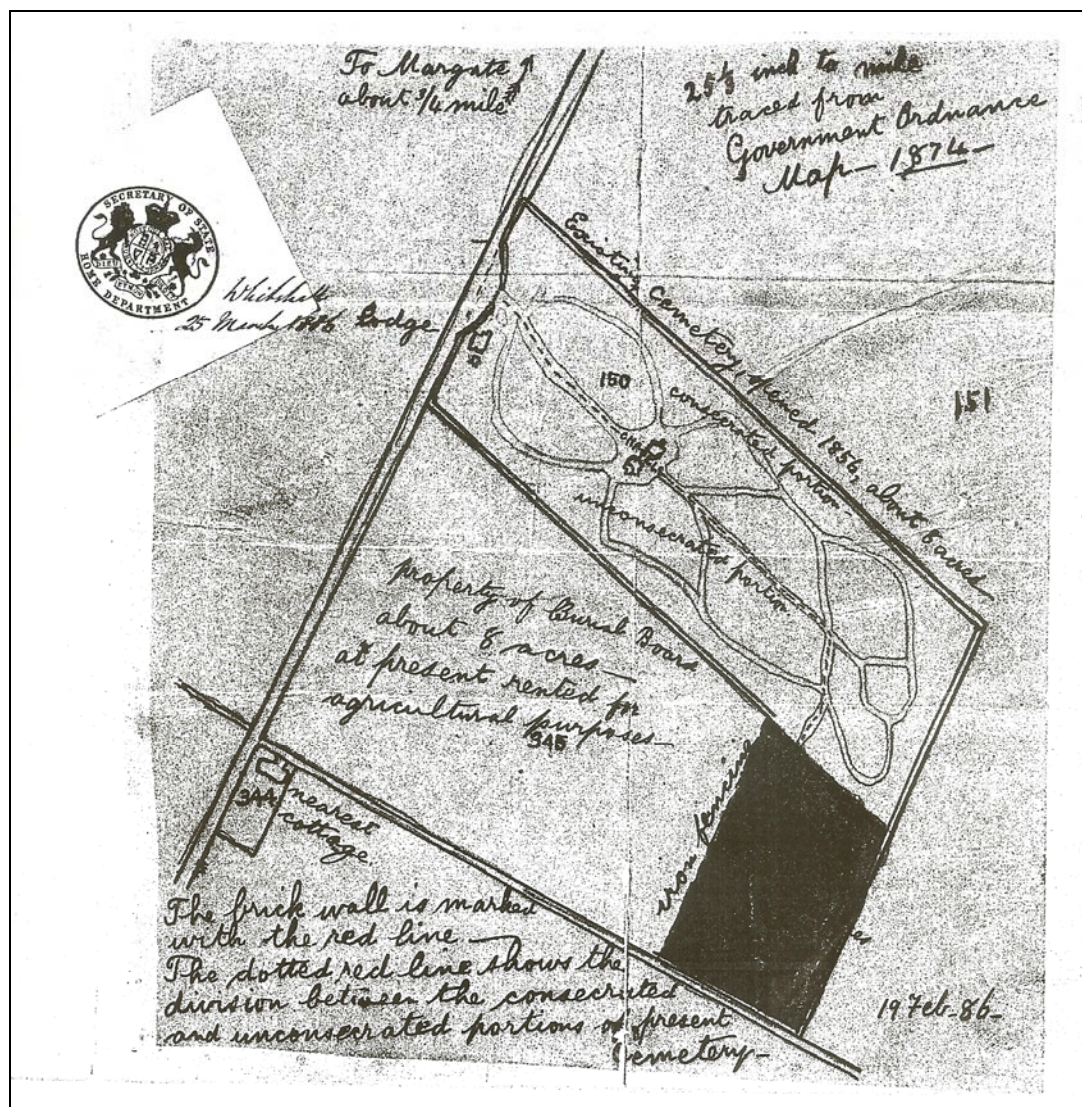 To Margate
about 3/4 mile
25 1/3 inch to mile
traced from
Government Ordnance
Map - 1874 -
SECRETARY OF STATE
HOME DEPARTMENT
Whitehall
25 March 1886
Lodge
Existing Cemetery, opened 1856, about 8 acres
150
151
consecrated portion
unconsecrated portion
property of Burial Board
about 8 acres -
at present rented for
agricultural purposes -
345
344
nearest
cottage
iron fencing
The brick wall is marked
with the red line -
The dotted red line shows the
division between the consecrated
and unconsecrated portions of present
Cemetery -
19 Feb - 86 -